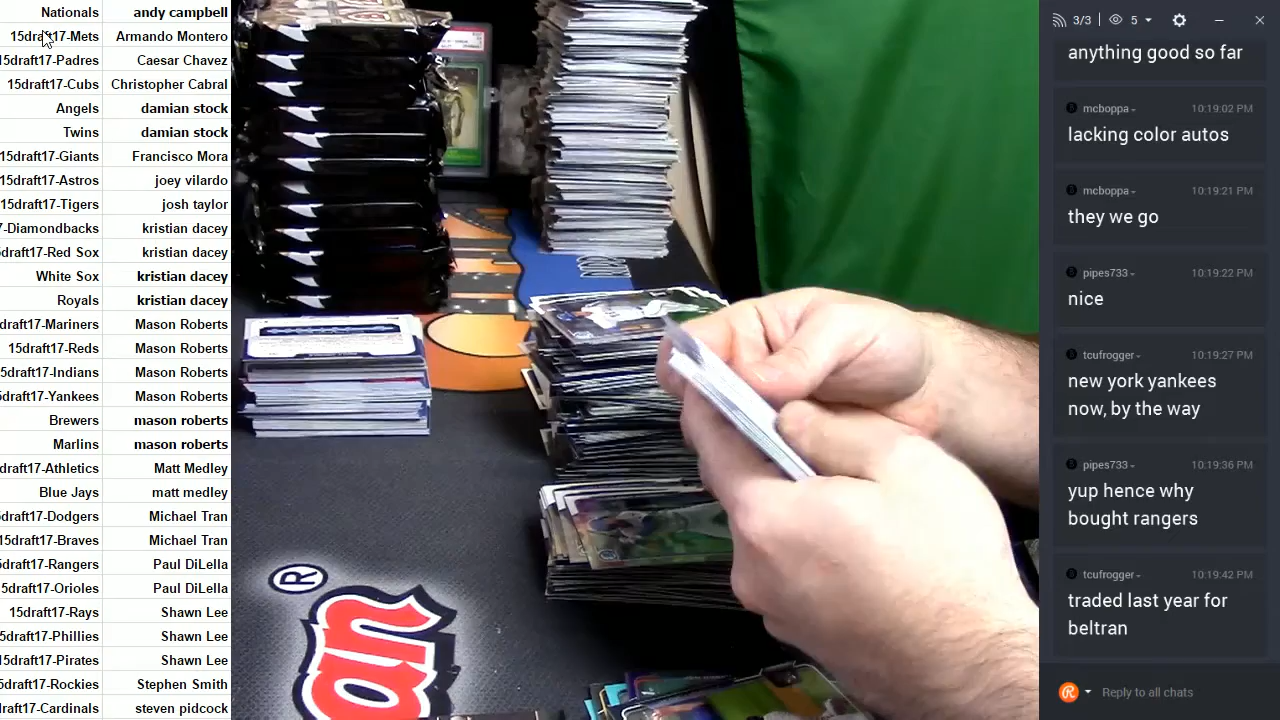 Nationals andy campbell
15draft17-Mets Armando Montero
15draft17-Padres Caesar Chavez
15draft17-Cubs Christopher Cabral
Angels damian stock
Twins damian stock
15draft17-Giants Francisco Mora
15draft17-Astros joey vilardo
15draft17-Tigers josh taylor
7-Diamondbacks kristian dacey
draft17-Red Sox kristian dacey
White Sox kristian dacey
Royals kristian dacey
draft17-Mariners Mason Roberts
15draft17-Reds Mason Roberts
5draft17-Indians Mason Roberts
draft17-Yankees Mason Roberts
Brewers mason roberts
Marlins mason roberts
draft17-Athletics Matt Medley
Blue Jays matt medley
5draft17-Dodgers Michael Tran
5draft17-Braves Michael Tran
5draft17-Rangers Paul DiLella
5draft17-Orioles Paul DiLella
15draft17-Rays Shawn Lee
5draft17-Phillies Shawn Lee
15draft17-Pirates Shawn Lee
5draft17-Rockies Stephen Smith
draft17-Cardinals steven pidcock
®
an
3/3 5
anything good so far
mcboppa 10:19:02 PM
lacking color autos
mcboppa 10:19:21 PM
they we go
pipes733 10:19:22 PM
nice
tcufrogger 10:19:27 PM
new york yankees
now, by the way
pipes733 10:19:36 PM
yup hence why
bought rangers
tcufrogger 10:19:42 PM
traded last year for
beltran
Reply to all chats